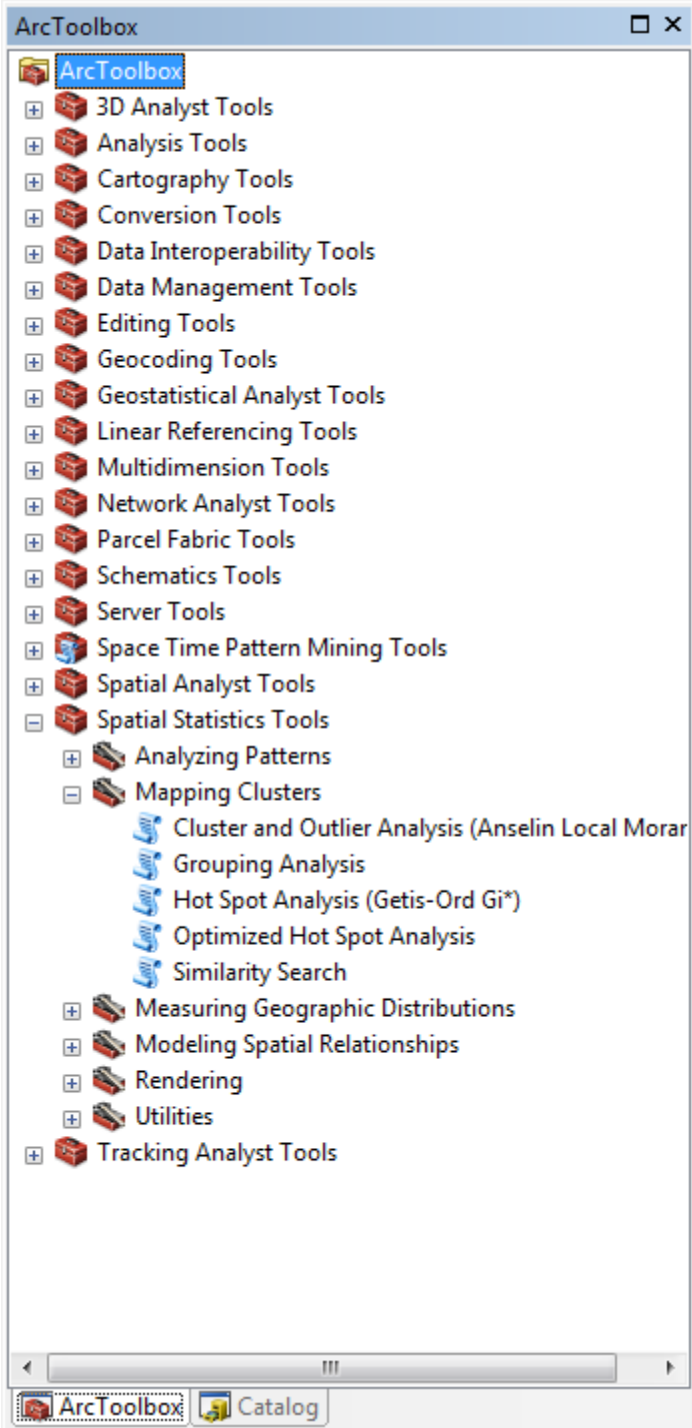 ArcToolbox
ArcToolbox
3D Analyst Tools
Analysis Tools
Cartography Tools
Conversion Tools
Data Interoperability Tools
Data Management Tools
Editing Tools
Geocoding Tools
Geostatistical Analyst Tools
Linear Referencing Tools
Multidimension Tools
Network Analyst Tools
Parcel Fabric Tools
Schematics Tools
Server Tools
Space Time Pattern Mining Tools
Spatial Analyst Tools
Spatial Statistics Tools
Analyzing Patterns
Mapping Clusters
Cluster and Outlier Analysis (Anselin Local Morar
Grouping Analysis
Hot Spot Analysis (Getis-Ord Gi*)
Optimized Hot Spot Analysis
Similarity Search
Measuring Geographic Distributions
Modeling Spatial Relationships
Rendering
Utilities
Tracking Analyst Tools
ArcToolbox Catalog